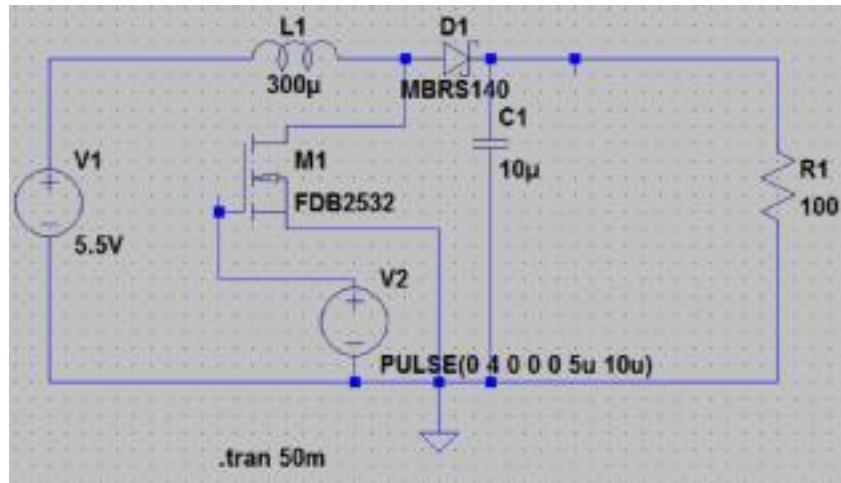 L1
300µ
D1
MBRS140
C1
10µ
V1
5.5V
M1
FDB2532
R1
100
V2
PULSE(0 4 0 0 0 5u 10u)
.tran 50m